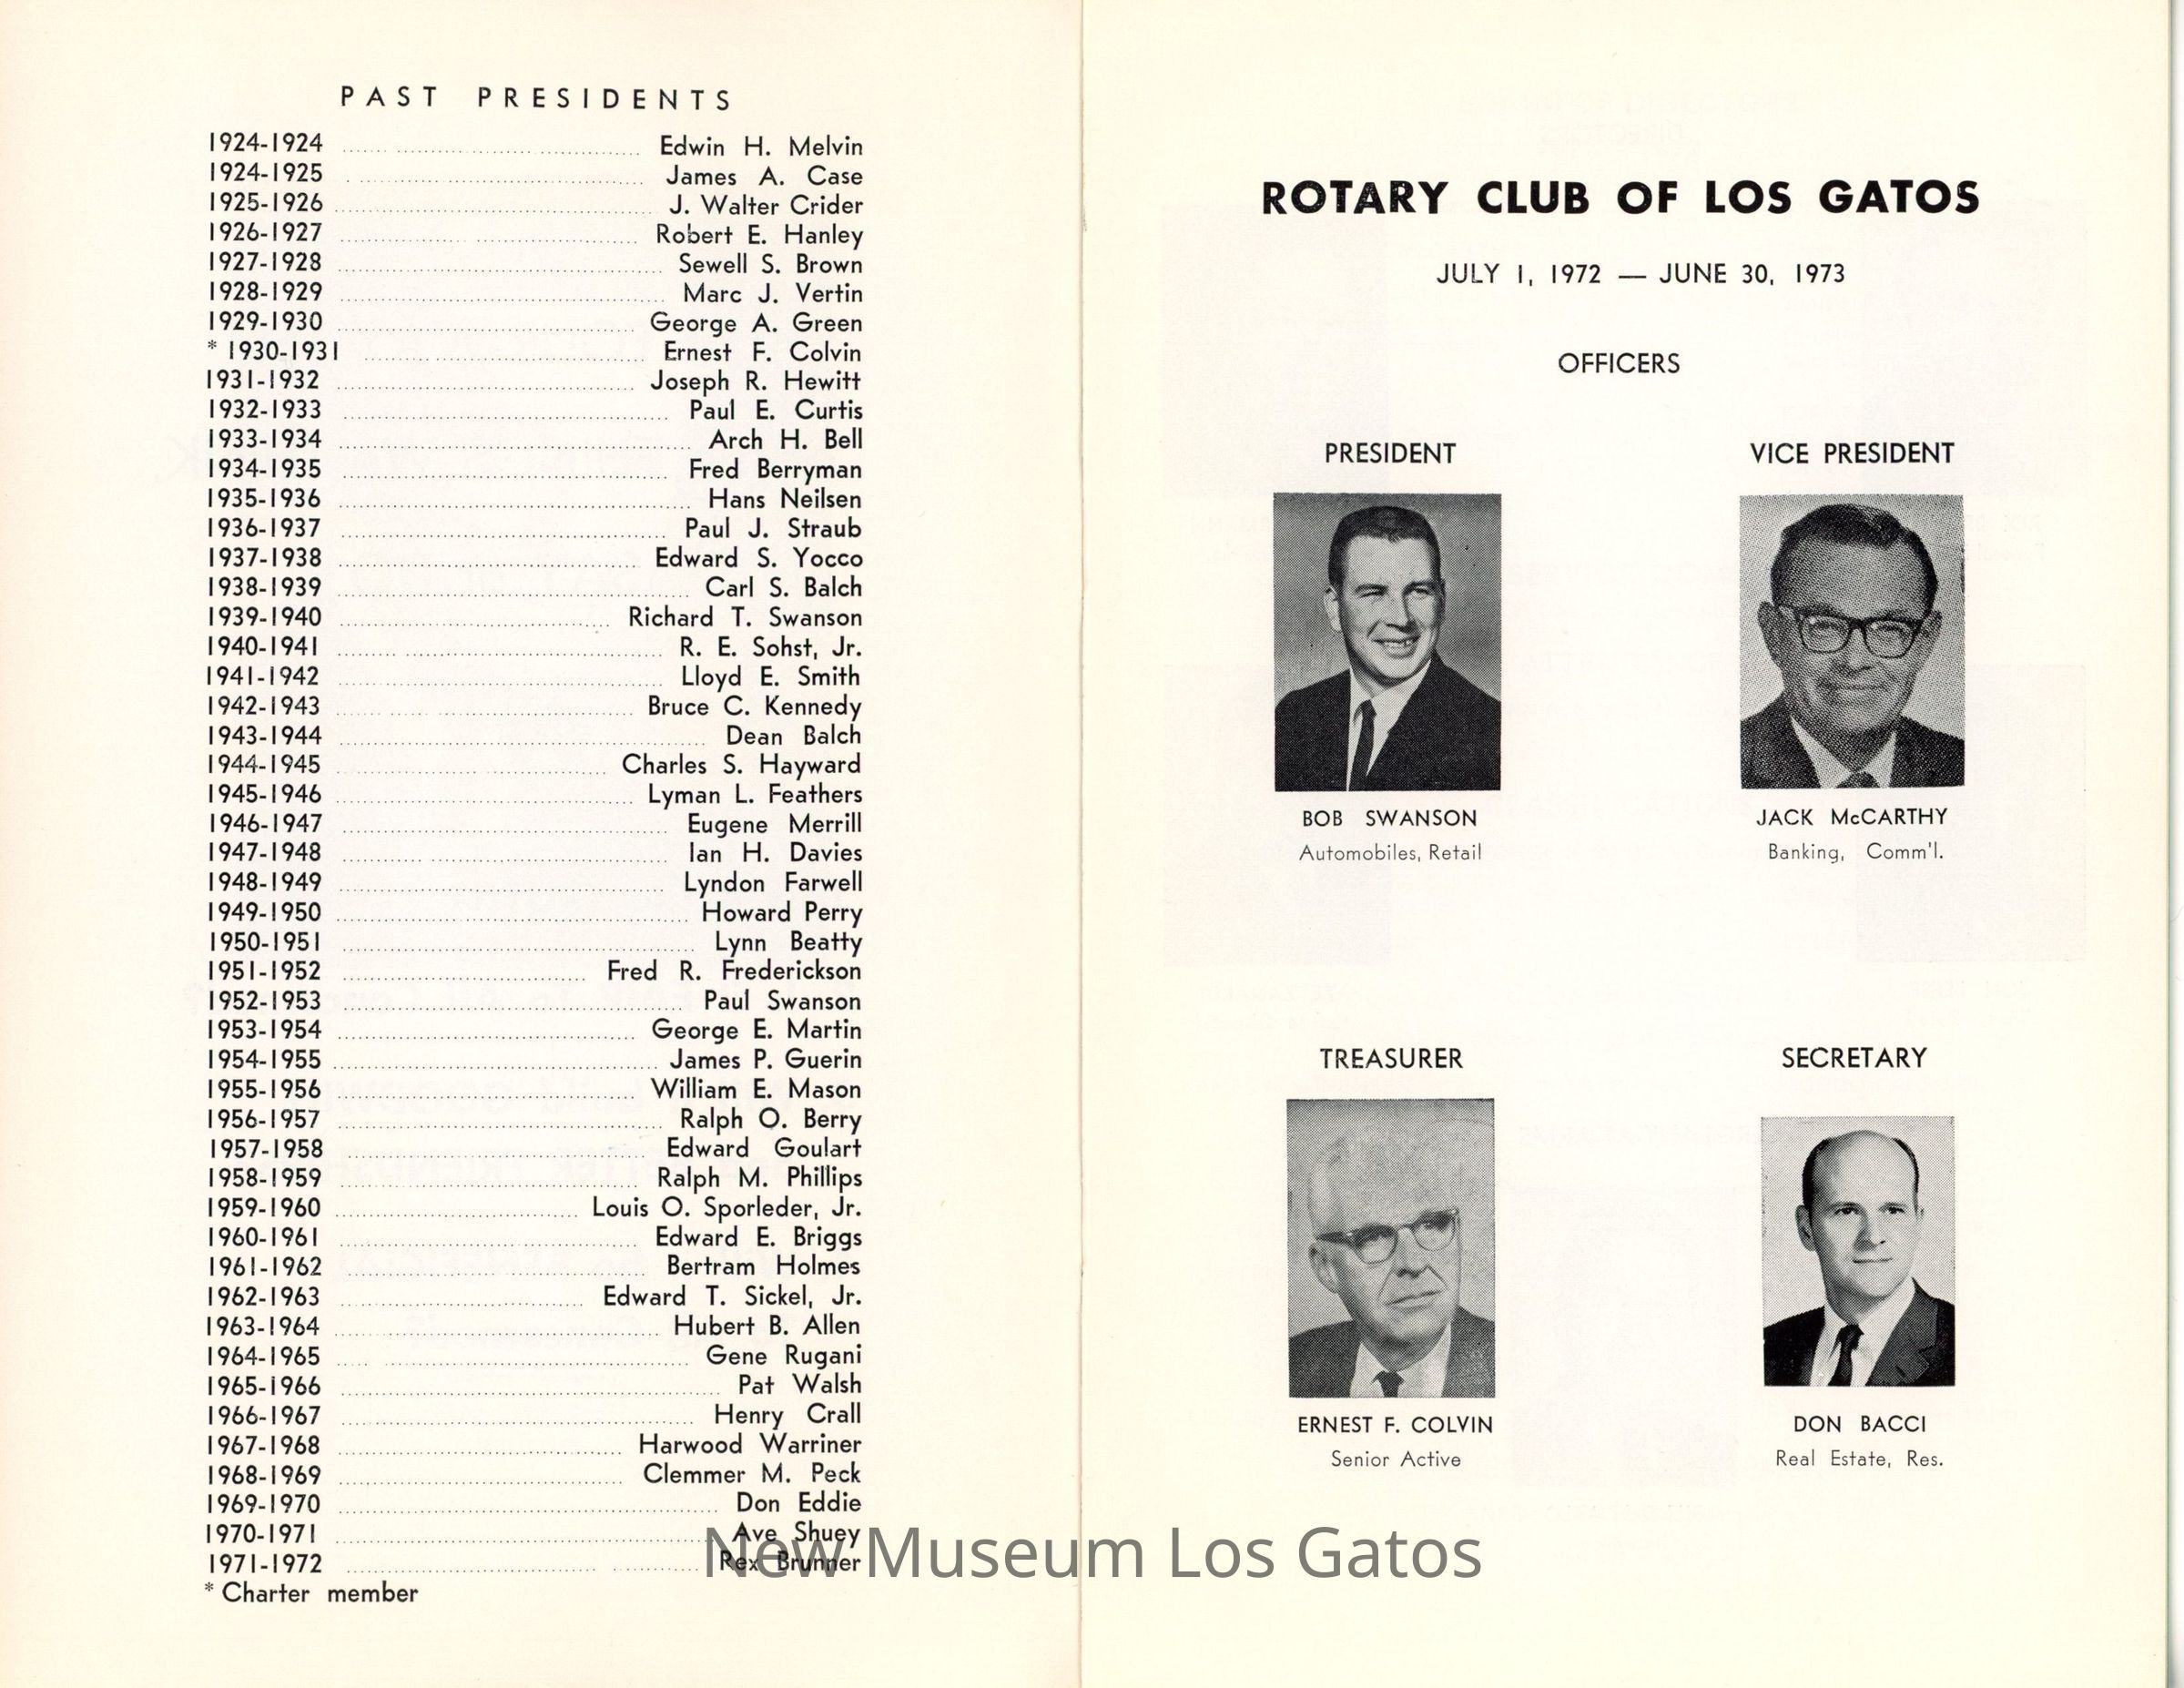 PAST PRESIDENTS
1924-1924 Edwin H. Melvin
1924-1925 James A. Case
1925-1926 J. Walter Crider
1926-1927 Robert E. Hanley
1927-1928 Sewell S. Brown
1928-1929 Marc J. Vertin
1929-1930 George A. Green
* 1930-1931 Ernest F. Colvin
1931-1932 Joseph R. Hewitt
1932-1933 Paul E. Curtis
1933-1934 Arch H. Bell
1934-1935 Fred Berryman
1935-1936 Hans Neilsen
1936-1937 Paul J. Straub
1937-1938 Edward S. Yocco
1938-1939 Carl S. Balch
1939-1940 Richard T. Swanson
1940-1941 R. E. Sohst, Jr.
1941-1942 Lloyd E. Smith
1942-1943 Bruce C. Kennedy
1943-1944 Dean Balch
1944-1945 Charles S. Hayward
1945-1946 Lyman L. Feathers
1946-1947 Eugene Merrill
1947-1948 Ian H. Davies
1948-1949 Lyndon Farwell
1949-1950 Howard Perry
1950-1951 Lynn Beatty
1951-1952 Fred R. Frederickson
1952-1953 Paul Swanson
1953-1954 George E. Martin
1954-1955 James P. Guerin
1955-1956 William E. Mason
1956-1957 Ralph O. Berry
1957-1958 Edward Goulart
1958-1959 Ralph M. Phillips
1959-1960 Louis O. Sporleder, Jr.
1960-1961 Edward E. Briggs
1961-1962 Bertram Holmes
1962-1963 Edward T. Sickel, Jr.
1963-1964 Hubert B. Allen
1964-1965 Gene Rugani
1965-1966 Pat Walsh
1966-1967 Henry Crall
1967-1968 Harwood Warriner
1968-1969 Clemmer M. Peck
1969-1970 Don Eddie
1970-1971 Ave Shuey
1971-1972 Rex Brunner
* Charter member
ROTARY CLUB OF LOS GATOS
JULY 1, 1972 — JUNE 30, 1973
OFFICERS
PRESIDENT
BOB SWANSON
Automobiles, Retail
VICE PRESIDENT
JACK McCARTHY
Banking, Comm'l.
TREASURER
ERNEST F. COLVIN
Senior Active
SECRETARY
DON BACCI
Real Estate, Res.
New Museum Los Gatos